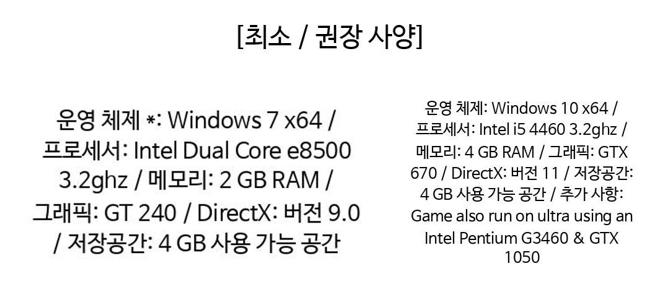 [최소 / 권장 사양]
운영 체제 *: Windows 7 x64 /
프로세서: Intel Dual Core e8500
3.2ghz / 메모리: 2 GB RAM /
그래픽: GT 240 / DirectX: 버전 9.0
/ 저장공간: 4 GB 사용 가능 공간
운영 체제: Windows 10 x64 /
프로세서: Intel i5 4460 3.2ghz /
메모리: 4 GB RAM / 그래픽: GTX
670 / DirectX: 버전 11 / 저장공간:
4 GB 사용 가능 공간 / 추가 사항:
Game also run on ultra using an
Intel Pentium G3460 & GTX
1050